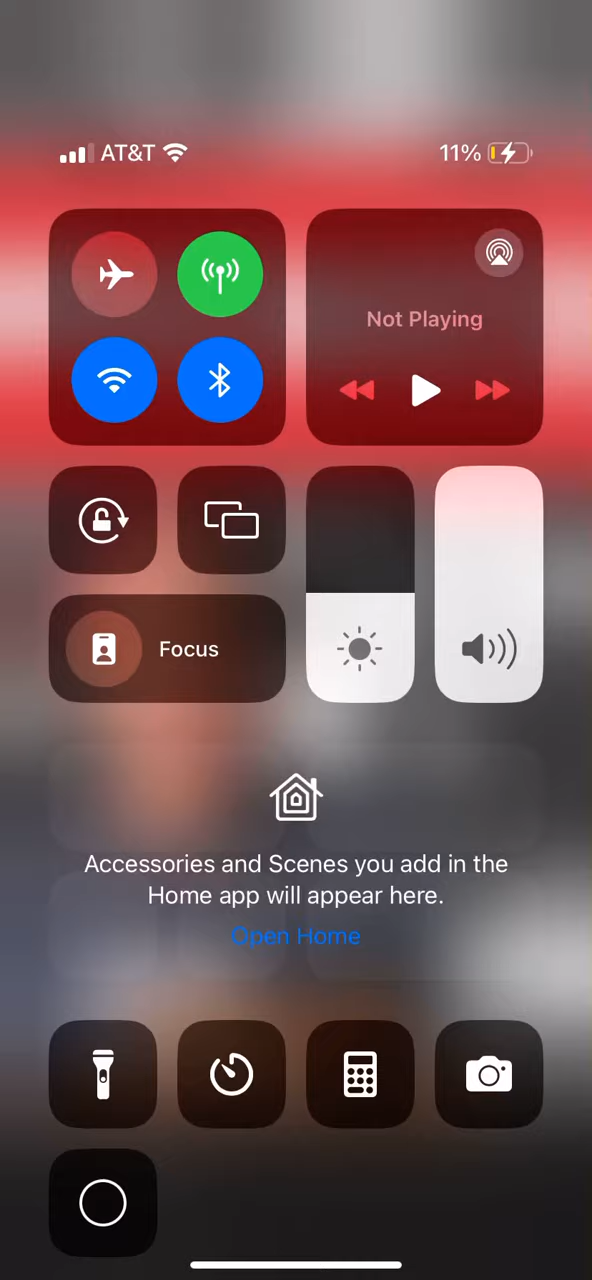 AT&T
11%
Not Playing
Focus
Accessories and Scenes you add in the
Home app will appear here.
Open Home